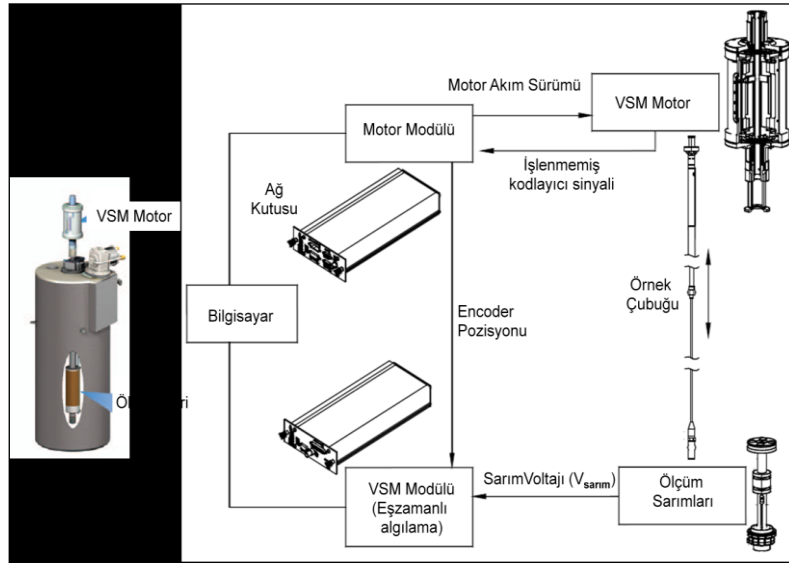 Motor Akım Sürümü
VSM Motor
Motor Modülü
İşlenmemiş
kodlayıcı sinyali
Ağ
Kutusu
VSM Motor
Örnek
Çubuğu
Bilgisayar
Encoder
Pozisyonu
VSM Modülü
(Eşzamanlı
algılama)
SarımVoltajı (Vsarım)
Ölçüm
Sarımları